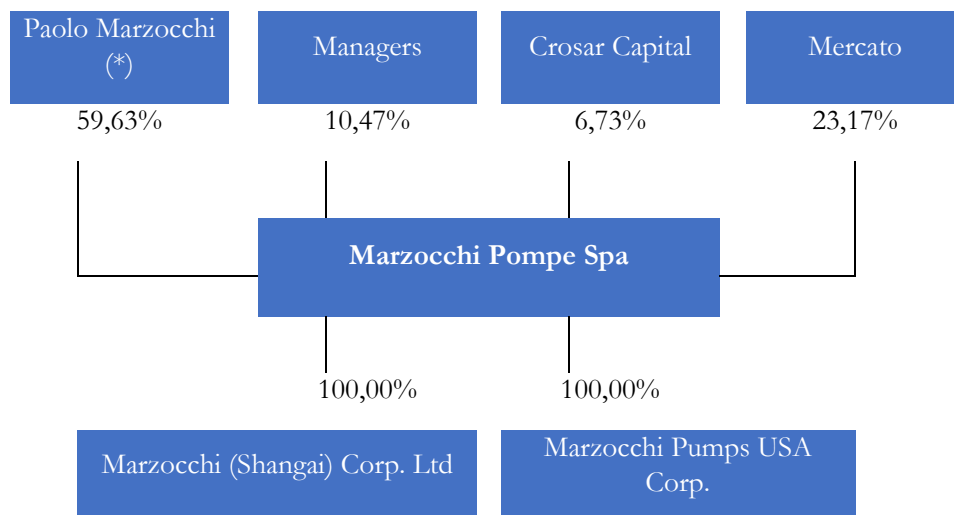 Paolo Marzocchi
(*)
Managers
Crosar Capital
Mercato
59,63%
10,47%
6,73%
23,17%
Marzocchi Pompe Spa
100,00%
100,00%
Marzocchi (Shangai) Corp. Ltd
Marzocchi Pumps USA
Corp.